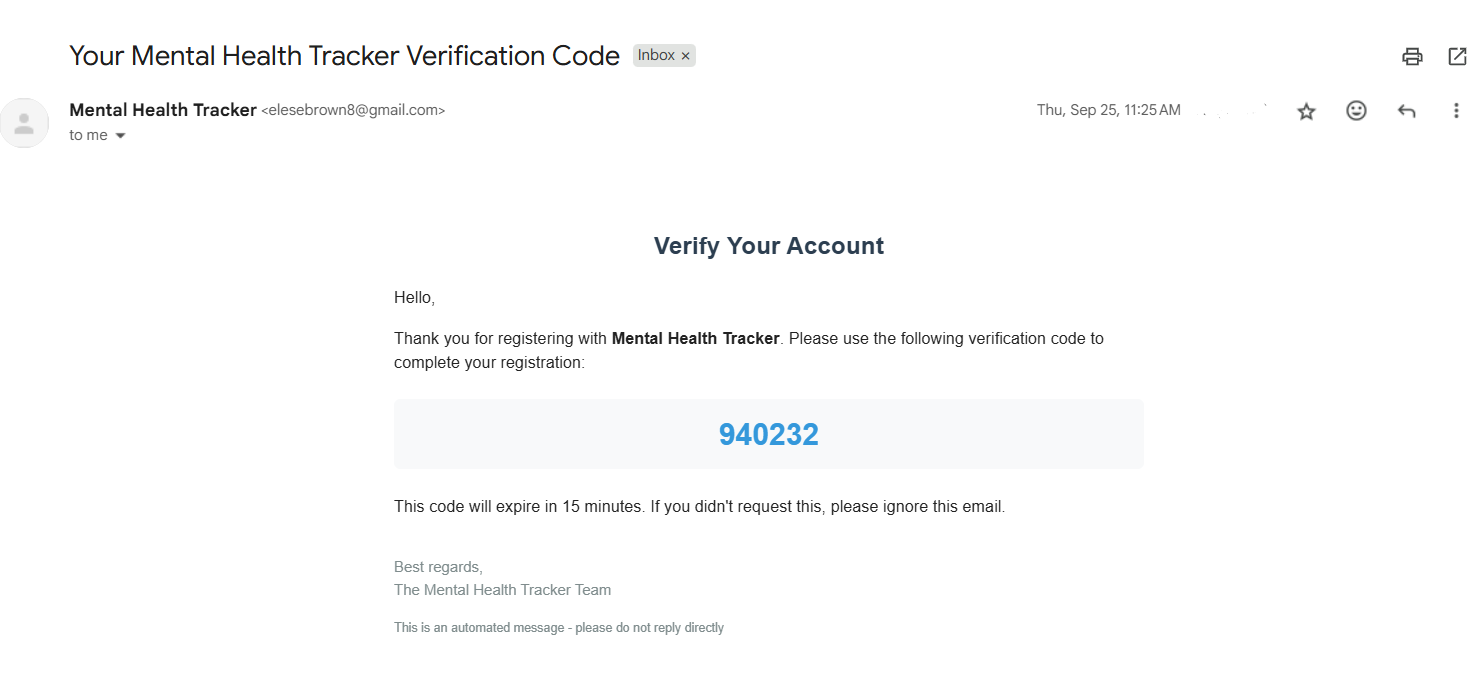 Your Mental Health Tracker Verification Code Inbox ×
Mental Health Tracker <elesebrown8@gmail.com> Thu, Sep 25, 11:25 AM
to me
Verify Your Account
Hello,
Thank you for registering with Mental Health Tracker. Please use the following verification code to
complete your registration:
940232
This code will expire in 15 minutes. If you didn't request this, please ignore this email.
Best regards,
The Mental Health Tracker Team
This is an automated message - please do not reply directly